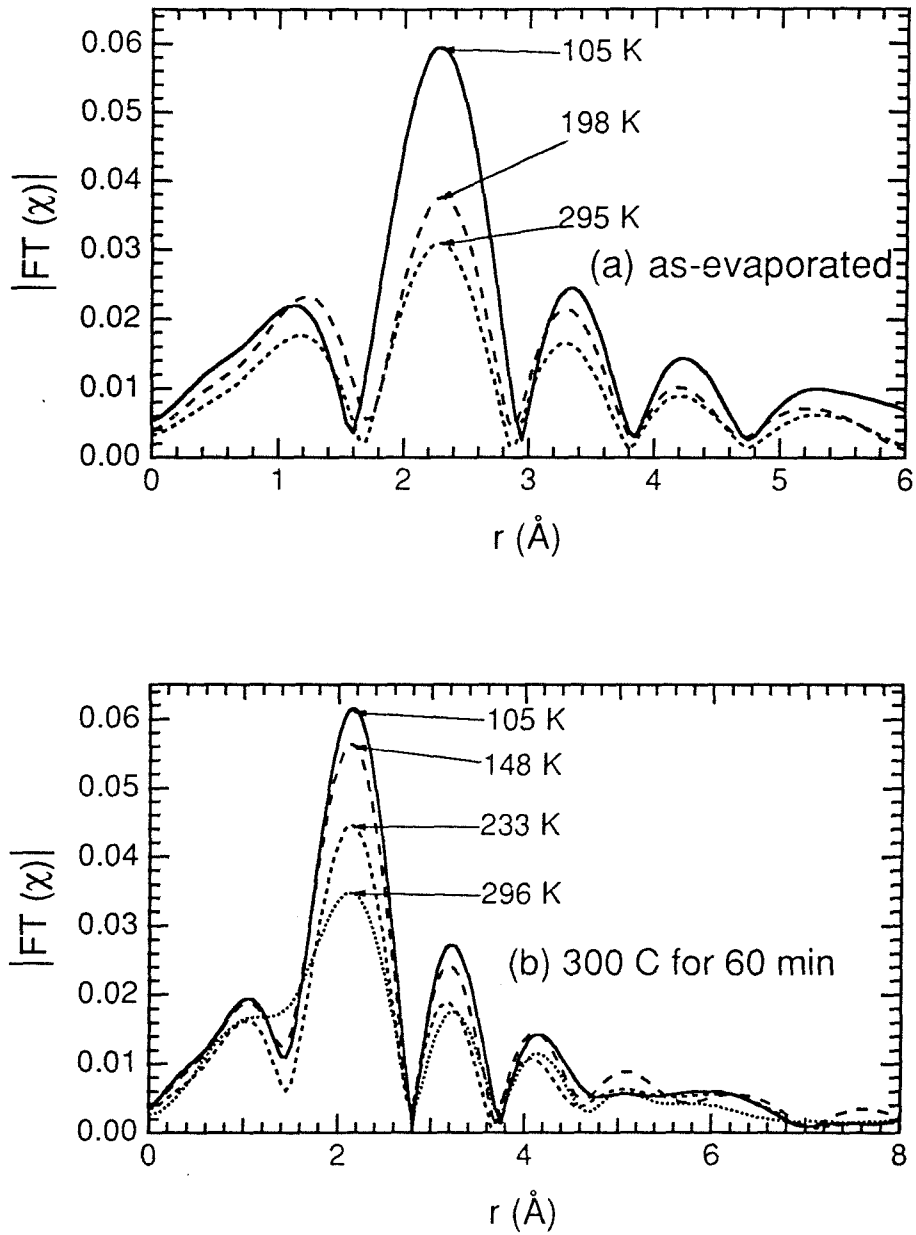 0.06
0.05
0.04
0.03
0.02
0.01
0.00
|FT (χ)|
105 K
198 K
295 K
(a) as-evaporated
0 1 2 3 4 5 6
r (Å)
0.06
0.05
0.04
0.03
0.02
0.01
0.00
|FT (χ)|
105 K
148 K
233 K
296 K
(b) 300 C for 60 min
0 2 4 6 8
r (Å)